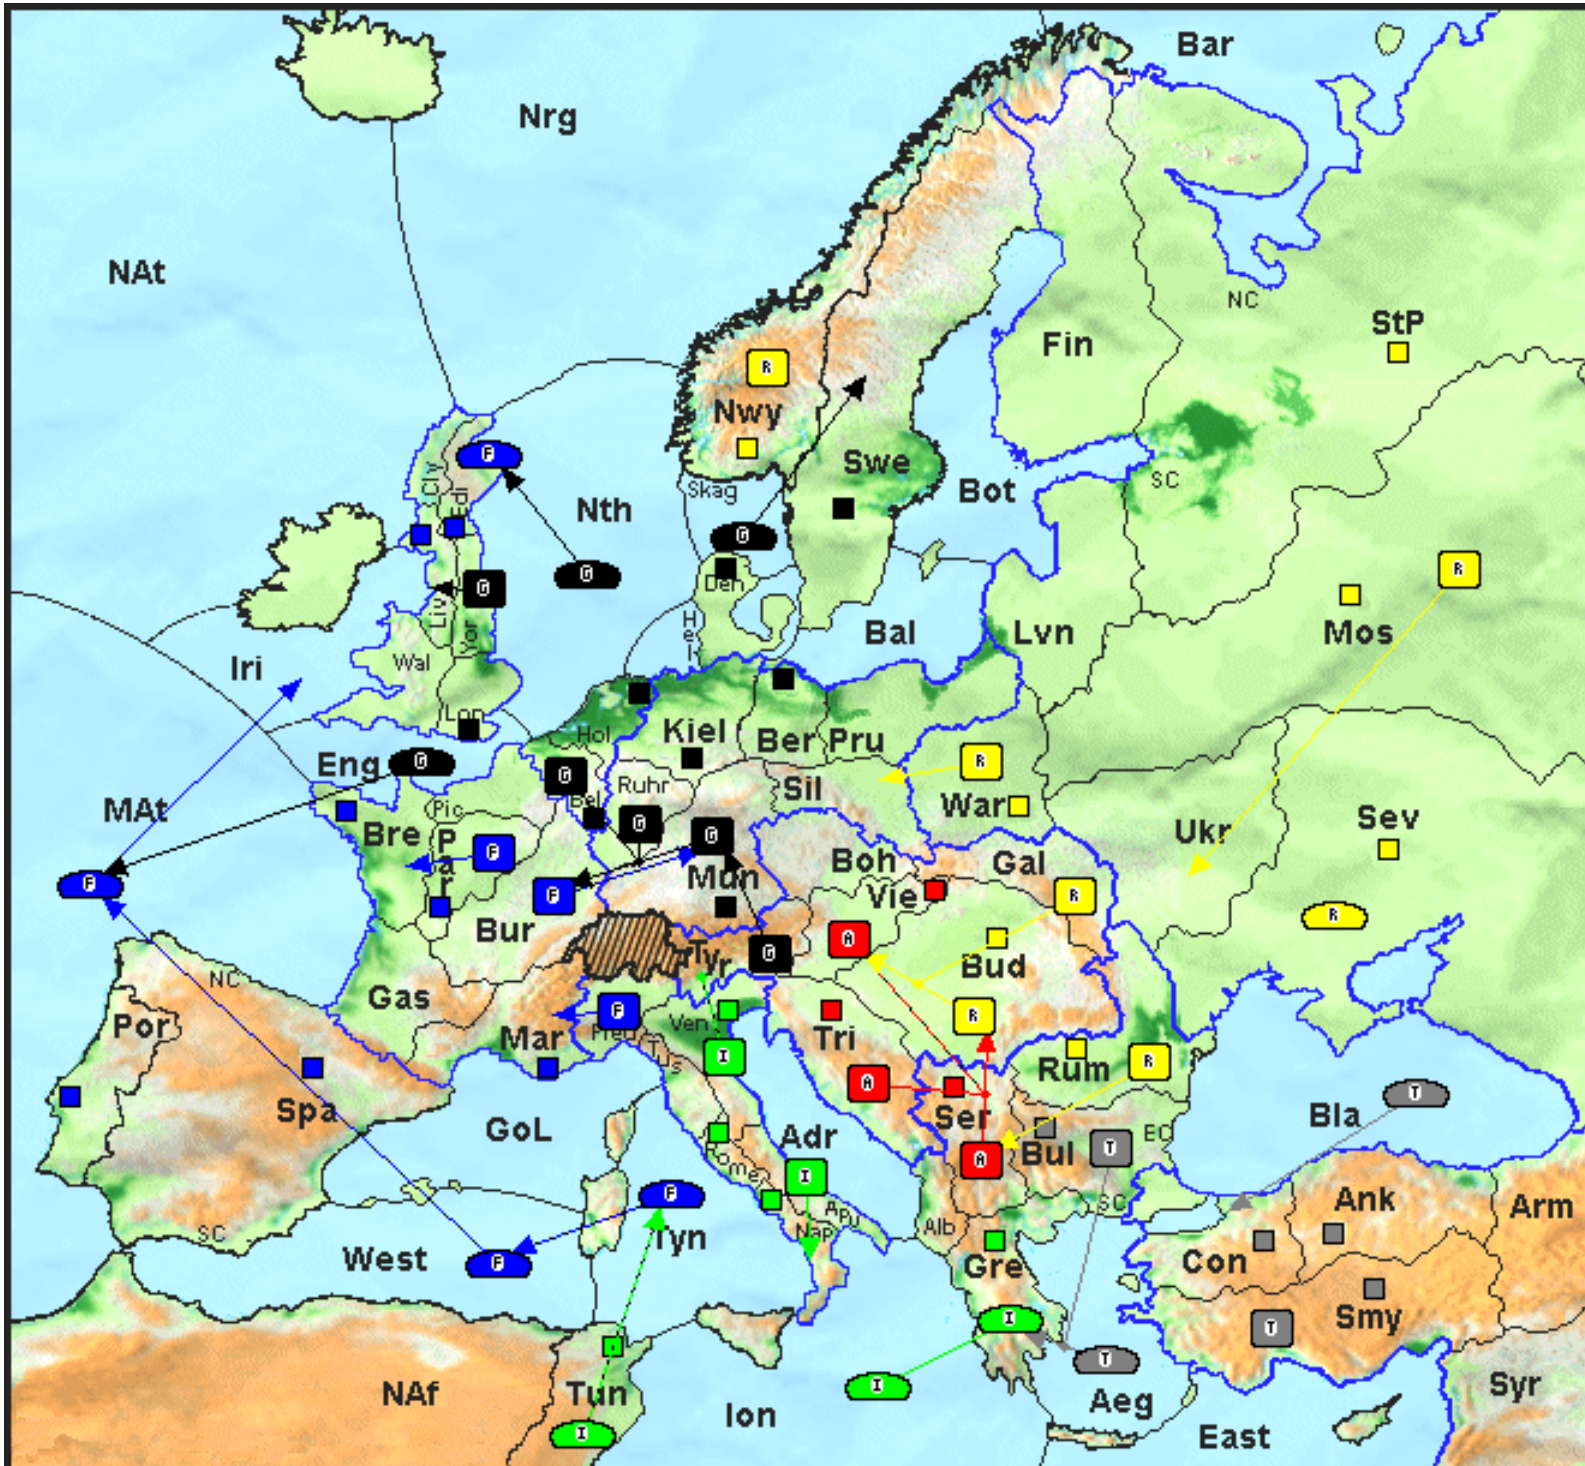 Bar
Nrg
NAt
NC
StP
Fin
R
Nwy
F
Cly
Edi
Swe
Skag
Bot
SC
Nth
G
G
Den
R
G
Hel
Mos
Liv
Yor
Bal
Lvn
Iri
Wal
Lon
Hol
Kiel
Ber
Pru
Eng
G
G
Ruhr
Sil
R
War
MAt
Pic
Bel
Bre
Par
G
G
Ukr
Sev
F
F
F
Mun
Boh
Vie
Gal
R
R
Bur
G
A
Bud
Tyr
NC
Gas
Por
F
Pied
Ven
Mar
Tus
I
Tri
R
Rum
R
A
Spa
GoL
Adr
Ser
Bul
T
EC
Bla
T
Rome
I
A
F
Apu
Nap
Alb
SC
Ank
Arm
SC
West
F
Tyn
Gre
Con
I
T
Smy
NAf
Tun
I
T
Aeg
Syr
I
Ion
East